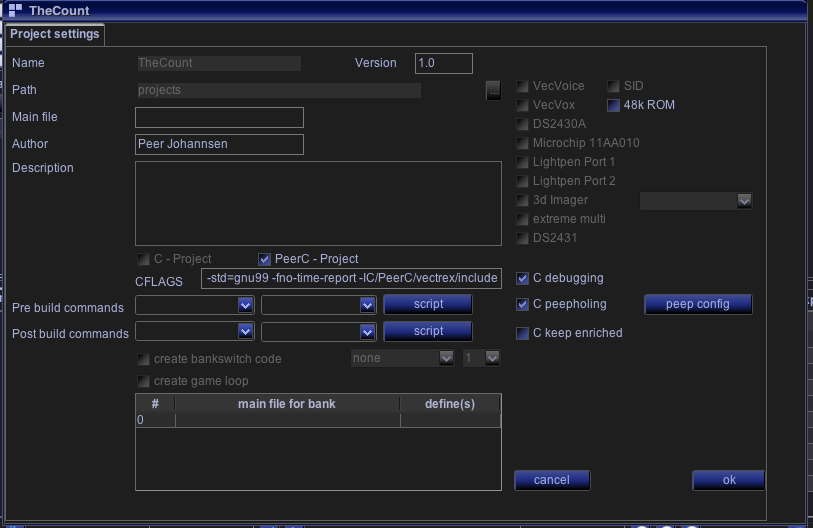 TheCount
Project settings
Name TheCount Version 1.0
Path projects ...
VecVoice SID
Main file
VecVox 48k ROM
DS2430A
Author Peer Johannsen
Microchip 11AA010
Description
Lightpen Port 1
Lightpen Port 2
3d Imager
extreme multi
DS2431
C - Project PeerC - Project
CFLAGS -std=gnu99 -fno-time-report -IC/PeerC/vectrex/include
C debugging
Pre build commands script
C peepholing peep config
Post build commands script
C keep enriched
create bankswitch code none 1
create game loop
# main file for bank define(s)
0
cancel ok